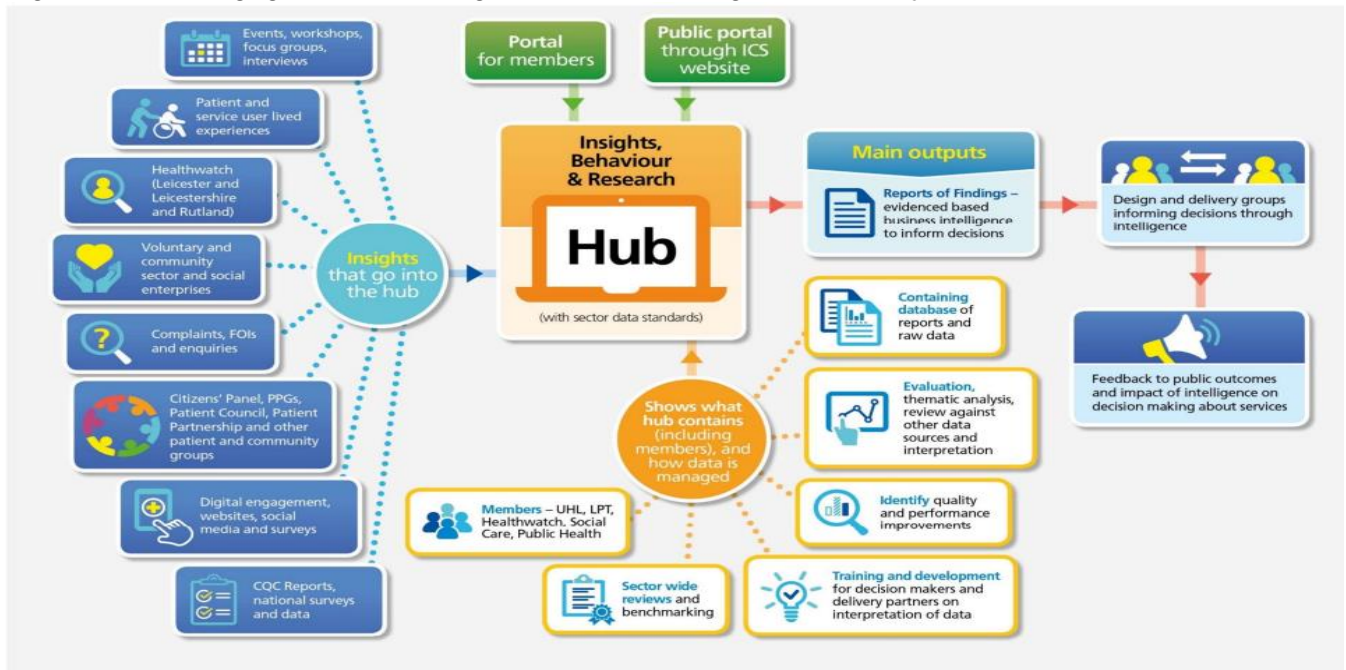 Events, workshops,
focus groups,
interviews
Patient and
service user lived
experiences
Healthwatch
(Leicester and
Leicestershire
and Rutland)
Voluntary and
community
sector and social
enterprises
Complaints, FOIs
and enquiries
Citizens' Panel, PPGs,
Patient Council, Patient
Partnership and other
patient and community
groups
Digital engagement,
websites, social
media and surveys
CQC Reports,
national surveys
and data
Insights
that go into
the hub
Portal
for members
Public portal
through ICS
website
Insights,
Behaviour
& Research
Hub
(with sector data standards)
Main outputs
Reports of Findings –
evidenced based
business intelligence
to inform decisions
Design and delivery groups
informing decisions through
intelligence
Feedback to public outcomes
and impact of intelligence on
decision making about services
Shows what
hub contains
(including
members), and
how data is
managed
Containing
database of
reports and
raw data
Evaluation,
thematic analysis,
review against
other data
sources and
interpretation
Identify quality
and performance
improvements
Training and development
for decision makers and
delivery partners on
interpretation of data
Sector wide
reviews and
benchmarking
Members – UHL, LPT,
Healthwatch, Social
Care, Public Health